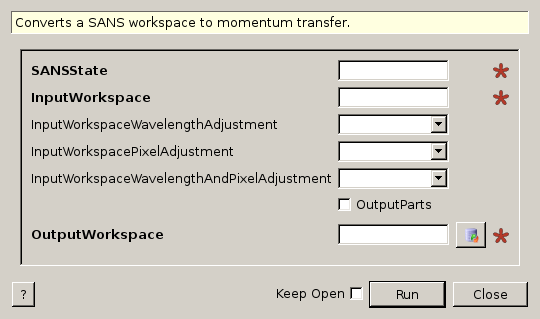 Converts a SANS workspace to momentum transfer.
SANSState
InputWorkspace
InputWorkspaceWavelengthAdjustment
InputWorkspacePixelAdjustment
InputWorkspaceWavelengthAndPixelAdjustment
OutputParts
OutputWorkspace
? Keep Open Run Close